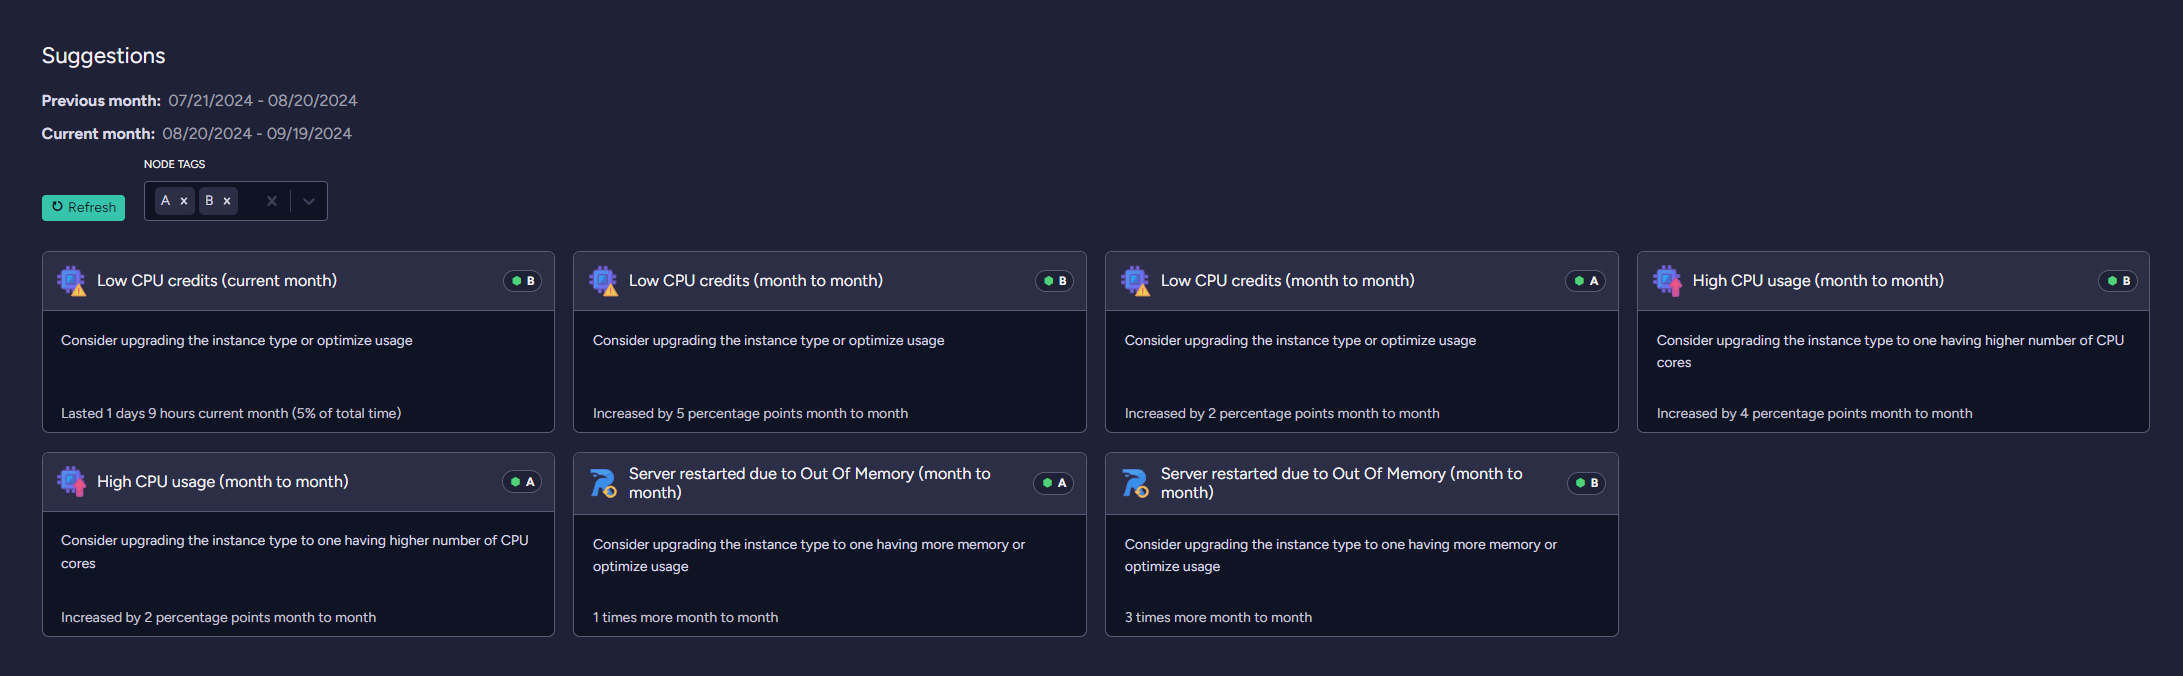 Suggestions
Previous month: 07/21/2024 - 08/20/2024
Current month: 08/20/2024 - 09/19/2024
NODE TAGS
Refresh
A × B ×
Low CPU credits (current month) B
Consider upgrading the instance type or optimize usage
Lasted 1 days 9 hours current month (5% of total time)
Low CPU credits (month to month) B
Consider upgrading the instance type or optimize usage
Increased by 5 percentage points month to month
Low CPU credits (month to month) A
Consider upgrading the instance type or optimize usage
Increased by 2 percentage points month to month
High CPU usage (month to month) B
Consider upgrading the instance type to one having higher number of CPU
cores
Increased by 4 percentage points month to month
High CPU usage (month to month) A
Consider upgrading the instance type to one having higher number of CPU
cores
Increased by 2 percentage points month to month
Server restarted due to Out Of Memory (month to
month) A
Consider upgrading the instance type to one having more memory or
optimize usage
1 times more month to month
Server restarted due to Out Of Memory (month to
month) B
Consider upgrading the instance type to one having more memory or
optimize usage
3 times more month to month